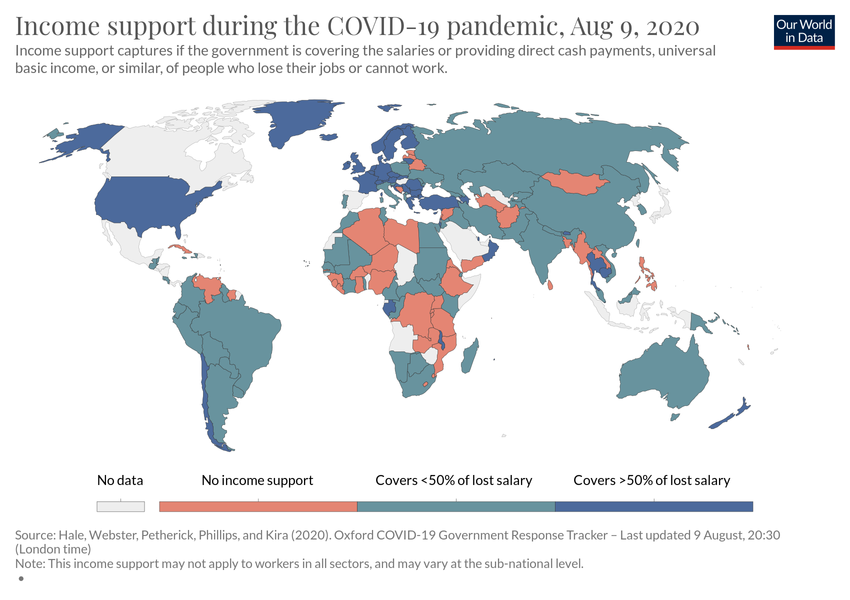 Income support during the COVID-19 pandemic, Aug 9, 2020
Our World
in Data
Income support captures if the government is covering the salaries or providing direct cash payments, universal
basic income, or similar, of people who lose their jobs or cannot work.
No data
No income support
Covers <50% of lost salary
Covers >50% of lost salary
Source: Hale, Webster, Petherick, Phillips, and Kira (2020). Oxford COVID-19 Government Response Tracker – Last updated 9 August, 20:30
(London time)
Note: This income support may not apply to workers in all sectors, and may vary at the sub-national level.
•